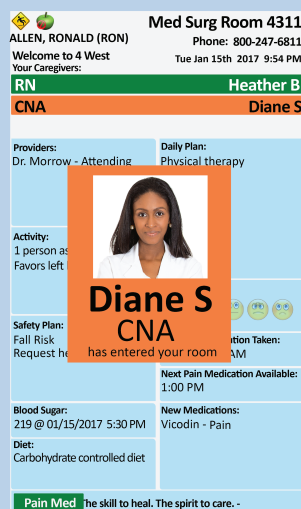 Med Surg Room 4311
ALLEN, RONALD (RON)
Phone: 800-247-6811
Welcome to 4 West
Tue Jan 15th 2017 9:54 PM
Your Caregivers:
RN Heather B
CNA Diane S
Providers:
Dr. Morrow - Attending
Daily Plan:
Physical therapy
Activity:
1 person
Favors left
Diane S
CNA
has entered your room
Safety Plan:
Fall Risk
Request
Taken:
AM
Next Pain Medication Available:
1:00 PM
Blood Sugar:
219 @ 01/15/2017 5:30 PM
New Medications:
Vicodin - Pain
Diet:
Carbohydrate controlled diet
Pain Med
The skill to heal. The spirit to care. -